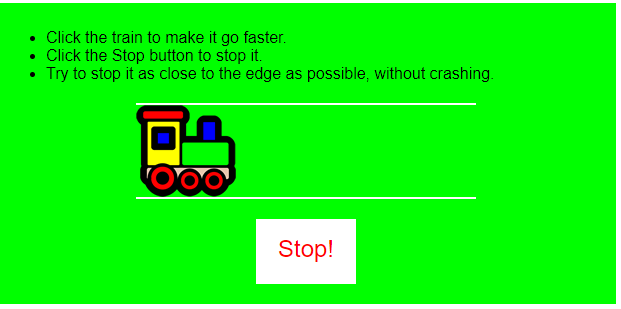 Click the train to make it go faster.
Click the Stop button to stop it.
Try to stop it as close to the edge as possible, without crashing.
Stop!